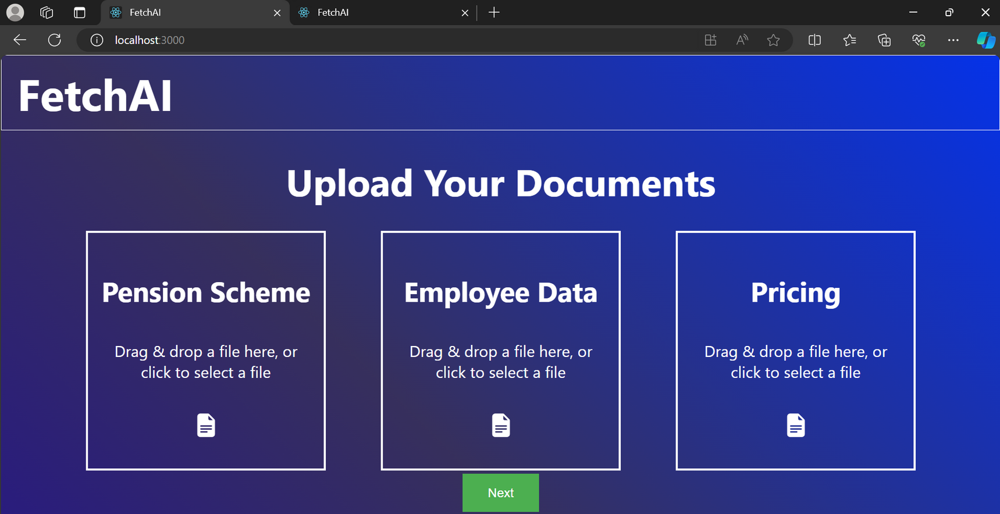 FetchAI
FetchAI
localhost:3000
FetchAI
Upload Your Documents
Pension Scheme
Drag & drop a file here, or
click to select a file
Employee Data
Drag & drop a file here, or
click to select a file
Pricing
Drag & drop a file here, or
click to select a file
Next